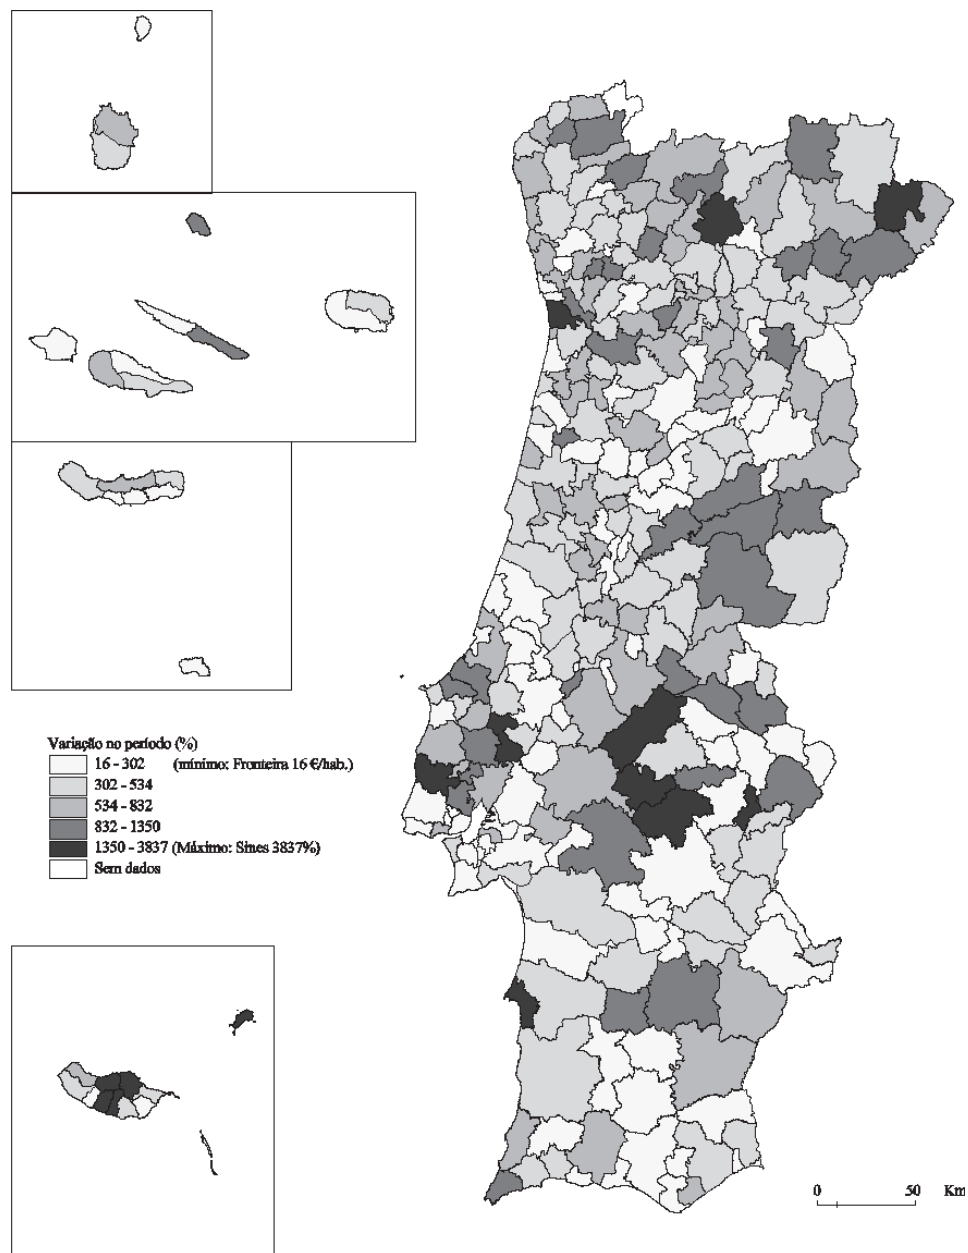 Variação no período (%)
16 - 302 (mínimo: Fronteira 16 €/hab.)
302 - 534
534 - 832
832 - 1350
1350 - 3837 (Máximo: Sines 3837%)
Sem dados
0 50 Km